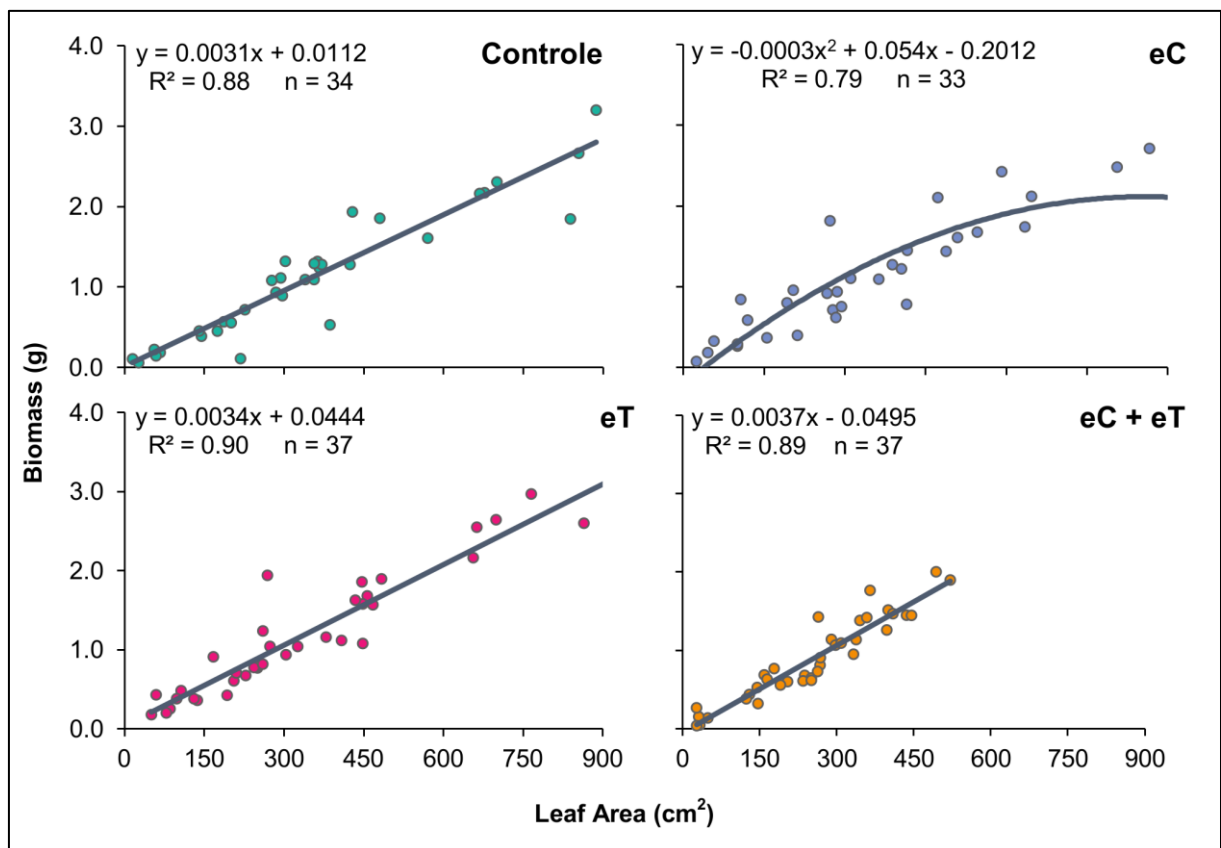 y = 0.0031x + 0.0112
R² = 0.88 n = 34
Controle
4.0
3.0
2.0
1.0
0.0
y = -0.0003x² + 0.054x - 0.2012
R² = 0.79 n = 33
eC
y = 0.0034x + 0.0444
R² = 0.90 n = 37
eT
4.0
3.0
2.0
1.0
0.0
0 150 300 450 600 750 900
y = 0.0037x - 0.0495
R² = 0.89 n = 37
eC + eT
0 150 300 450 600 750 900
Biomass (g)
Leaf Area (cm²)